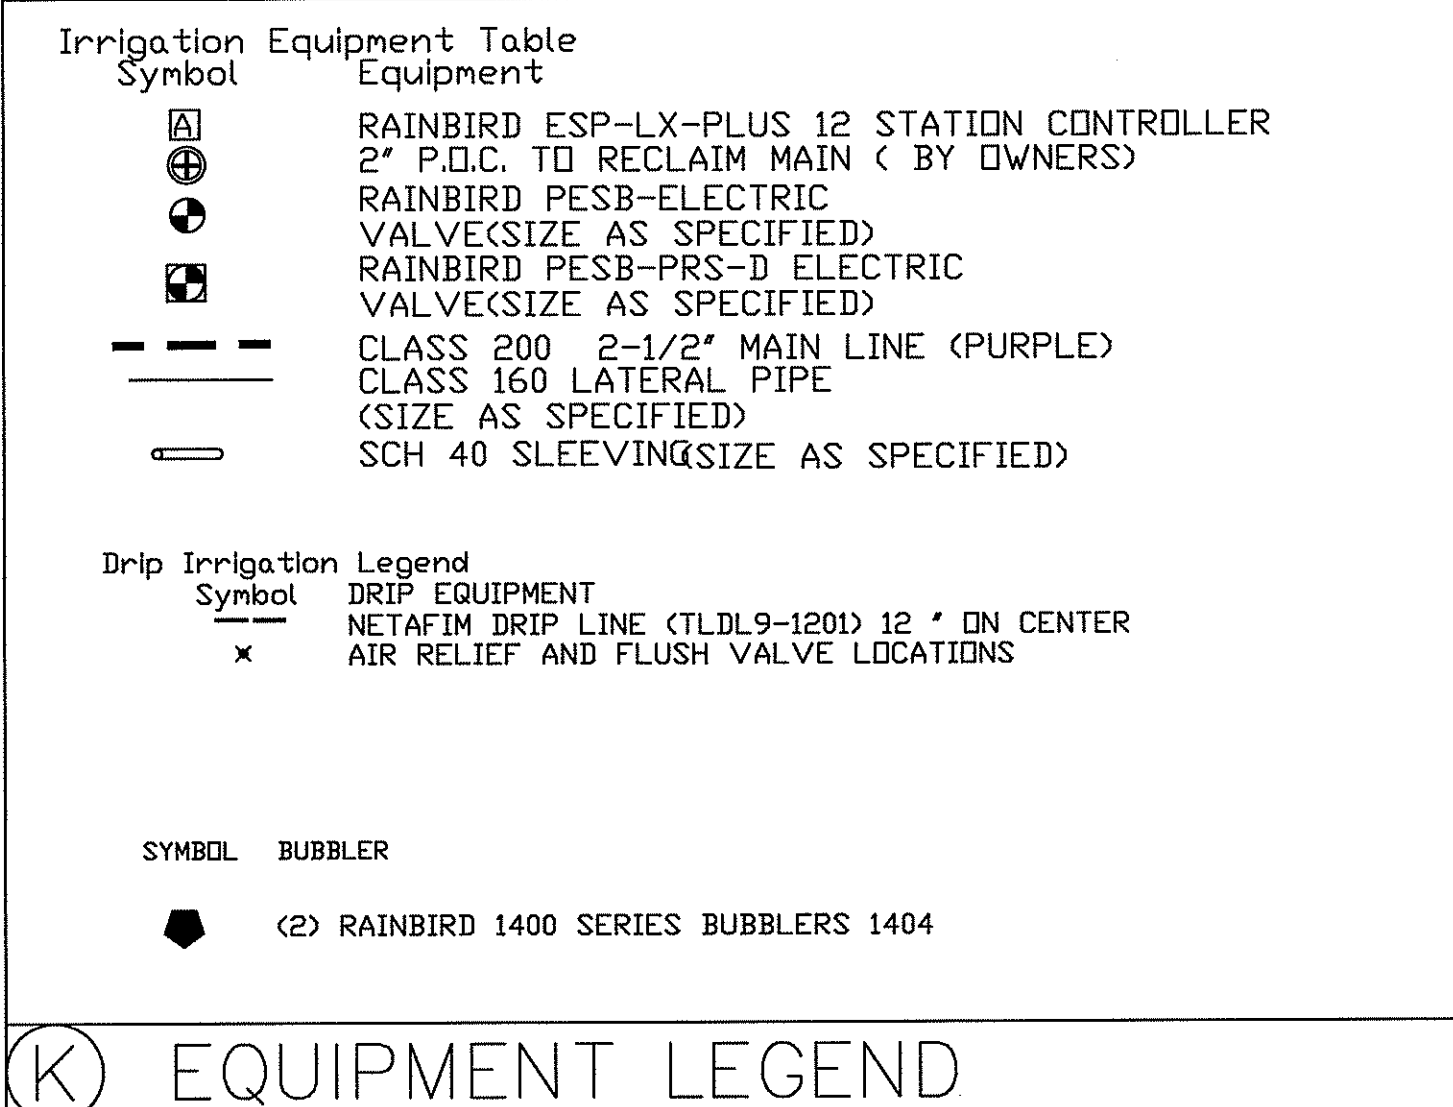 Irrigation Equipment Table
Symbol Equipment
A RAINBIRD ESP-LX-PLUS 12 STATION CONTROLLER
2" P.O.C. TO RECLAIM MAIN ( BY OWNERS)
RAINBIRD PESB-ELECTRIC
VALVE(SIZE AS SPECIFIED)
RAINBIRD PESB-PRS-D ELECTRIC
VALVE(SIZE AS SPECIFIED)
CLASS 200 2-1/2" MAIN LINE (PURPLE)
CLASS 160 LATERAL PIPE
(SIZE AS SPECIFIED)
SCH 40 SLEEVING(SIZE AS SPECIFIED)
Drip Irrigation Legend
Symbol DRIP EQUIPMENT
NETAFIM DRIP LINE (TLDL9-1201) 12 " ON CENTER
AIR RELIEF AND FLUSH VALVE LOCATIONS
SYMBOL BUBBLER
(2) RAINBIRD 1400 SERIES BUBBLERS 1404
K EQUIPMENT LEGEND